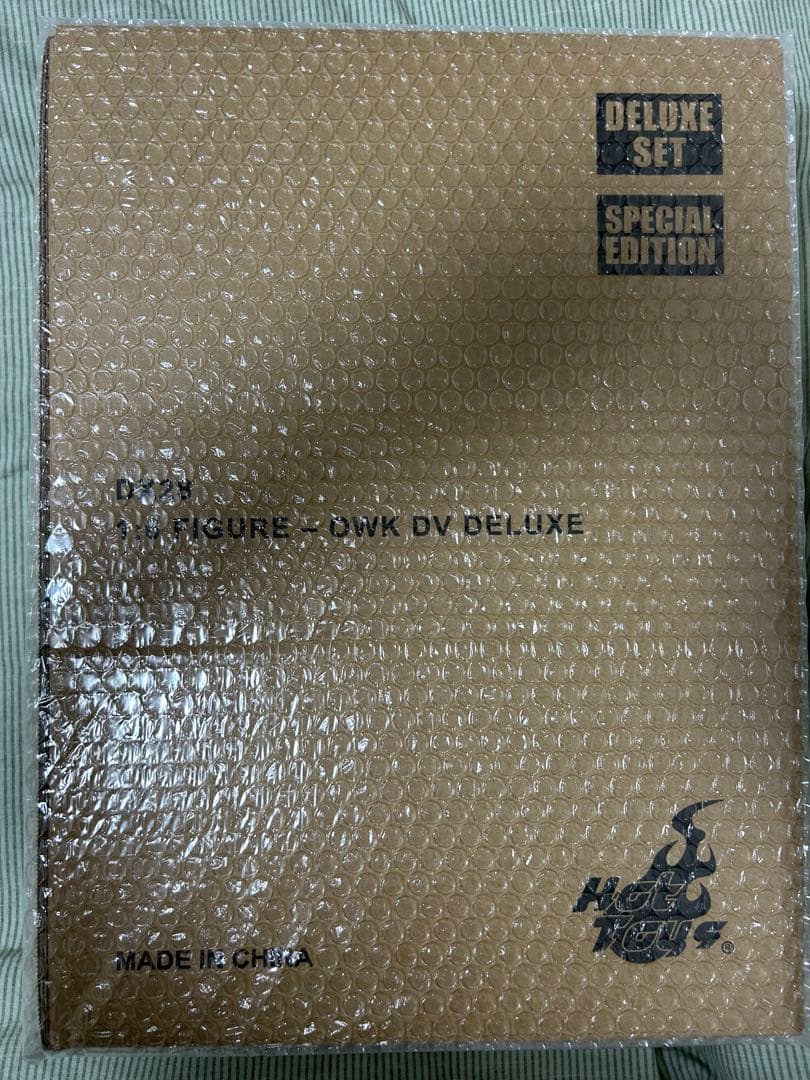 DELUXE
SET
SPECIAL
EDITION
DX28
1:6 FIGURE – OWK DV DELUXE
Hot
Toys®
MADE IN CHINA